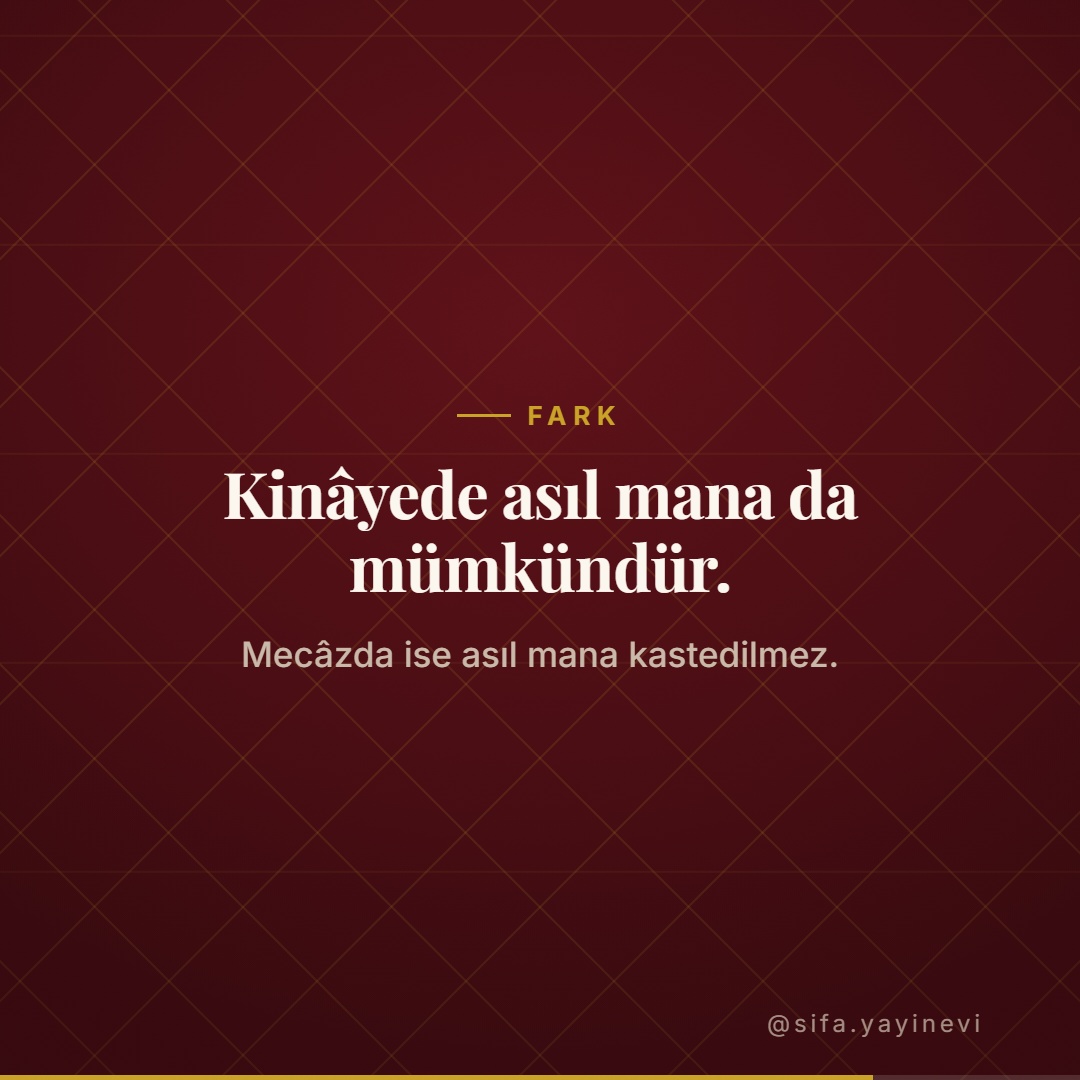 FARK
Kinâyede asıl mana da
mümkündür.
Mecâzda ise asıl mana kastedilmez.
@sifa.yayinevi